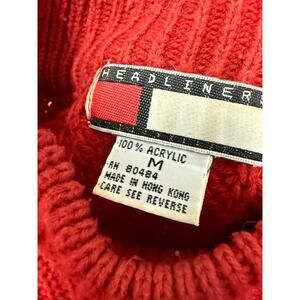 HEADLINER
100% ACRYLIC
M
RN 80484
MADE IN HONG KONG
CARE SEE REVERSE